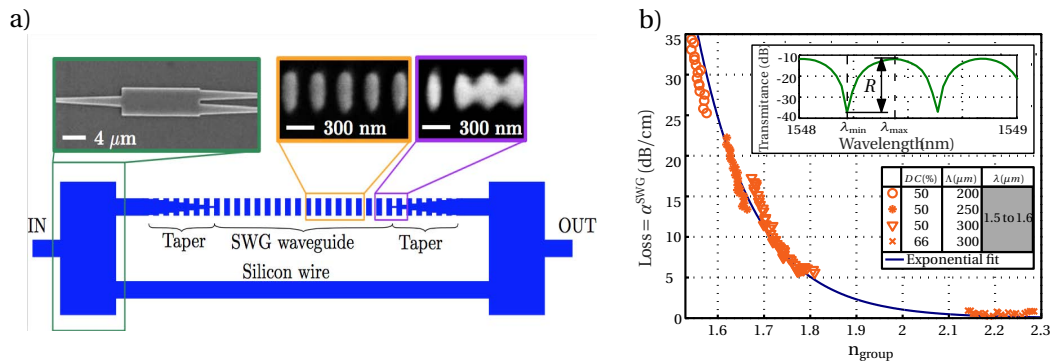 a)
4 μm
300 nm
300 nm
IN
OUT
Taper
SWG waveguide
Taper
Silicon wire
b)
Loss = α^SWG (dB/cm)
35
30
25
20
15
10
5
0
1.6
1.7
1.8
1.9
2
2.1
2.2
2.3
n_group
Transmitance (dB)
-10
-20
-30
-40
R
1548
λ_min
λ_max
1549
Wavelength(nm)
DC(%) Λ(μm) λ(μm)
50 200
50 250
50 300
66 300
1.5 to 1.6
Exponential fit